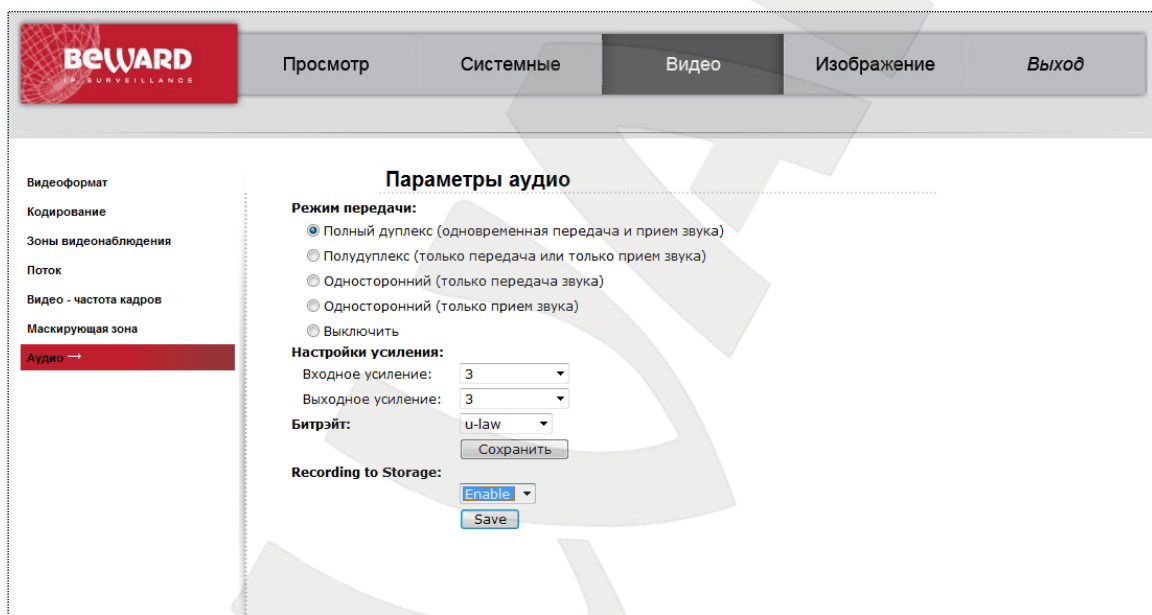 BEWARD
IP SURVEILLANCE
Просмотр
Системные
Видео
Изображение
Выход
Видеоформат
Кодирование
Зоны видеонаблюдения
Поток
Видео - частота кадров
Маскирующая зона
Аудио →
Параметры аудио
Режим передачи:
Полный дуплекс (одновременная передача и прием звука)
Полудуплекс (только передача или только прием звука)
Односторонний (только передача звука)
Односторонний (только прием звука)
Выключить
Настройки усиления:
Входное усиление: 3
Выходное усиление: 3
Битрэйт: u-law
Сохранить
Recording to Storage:
Enable
Save